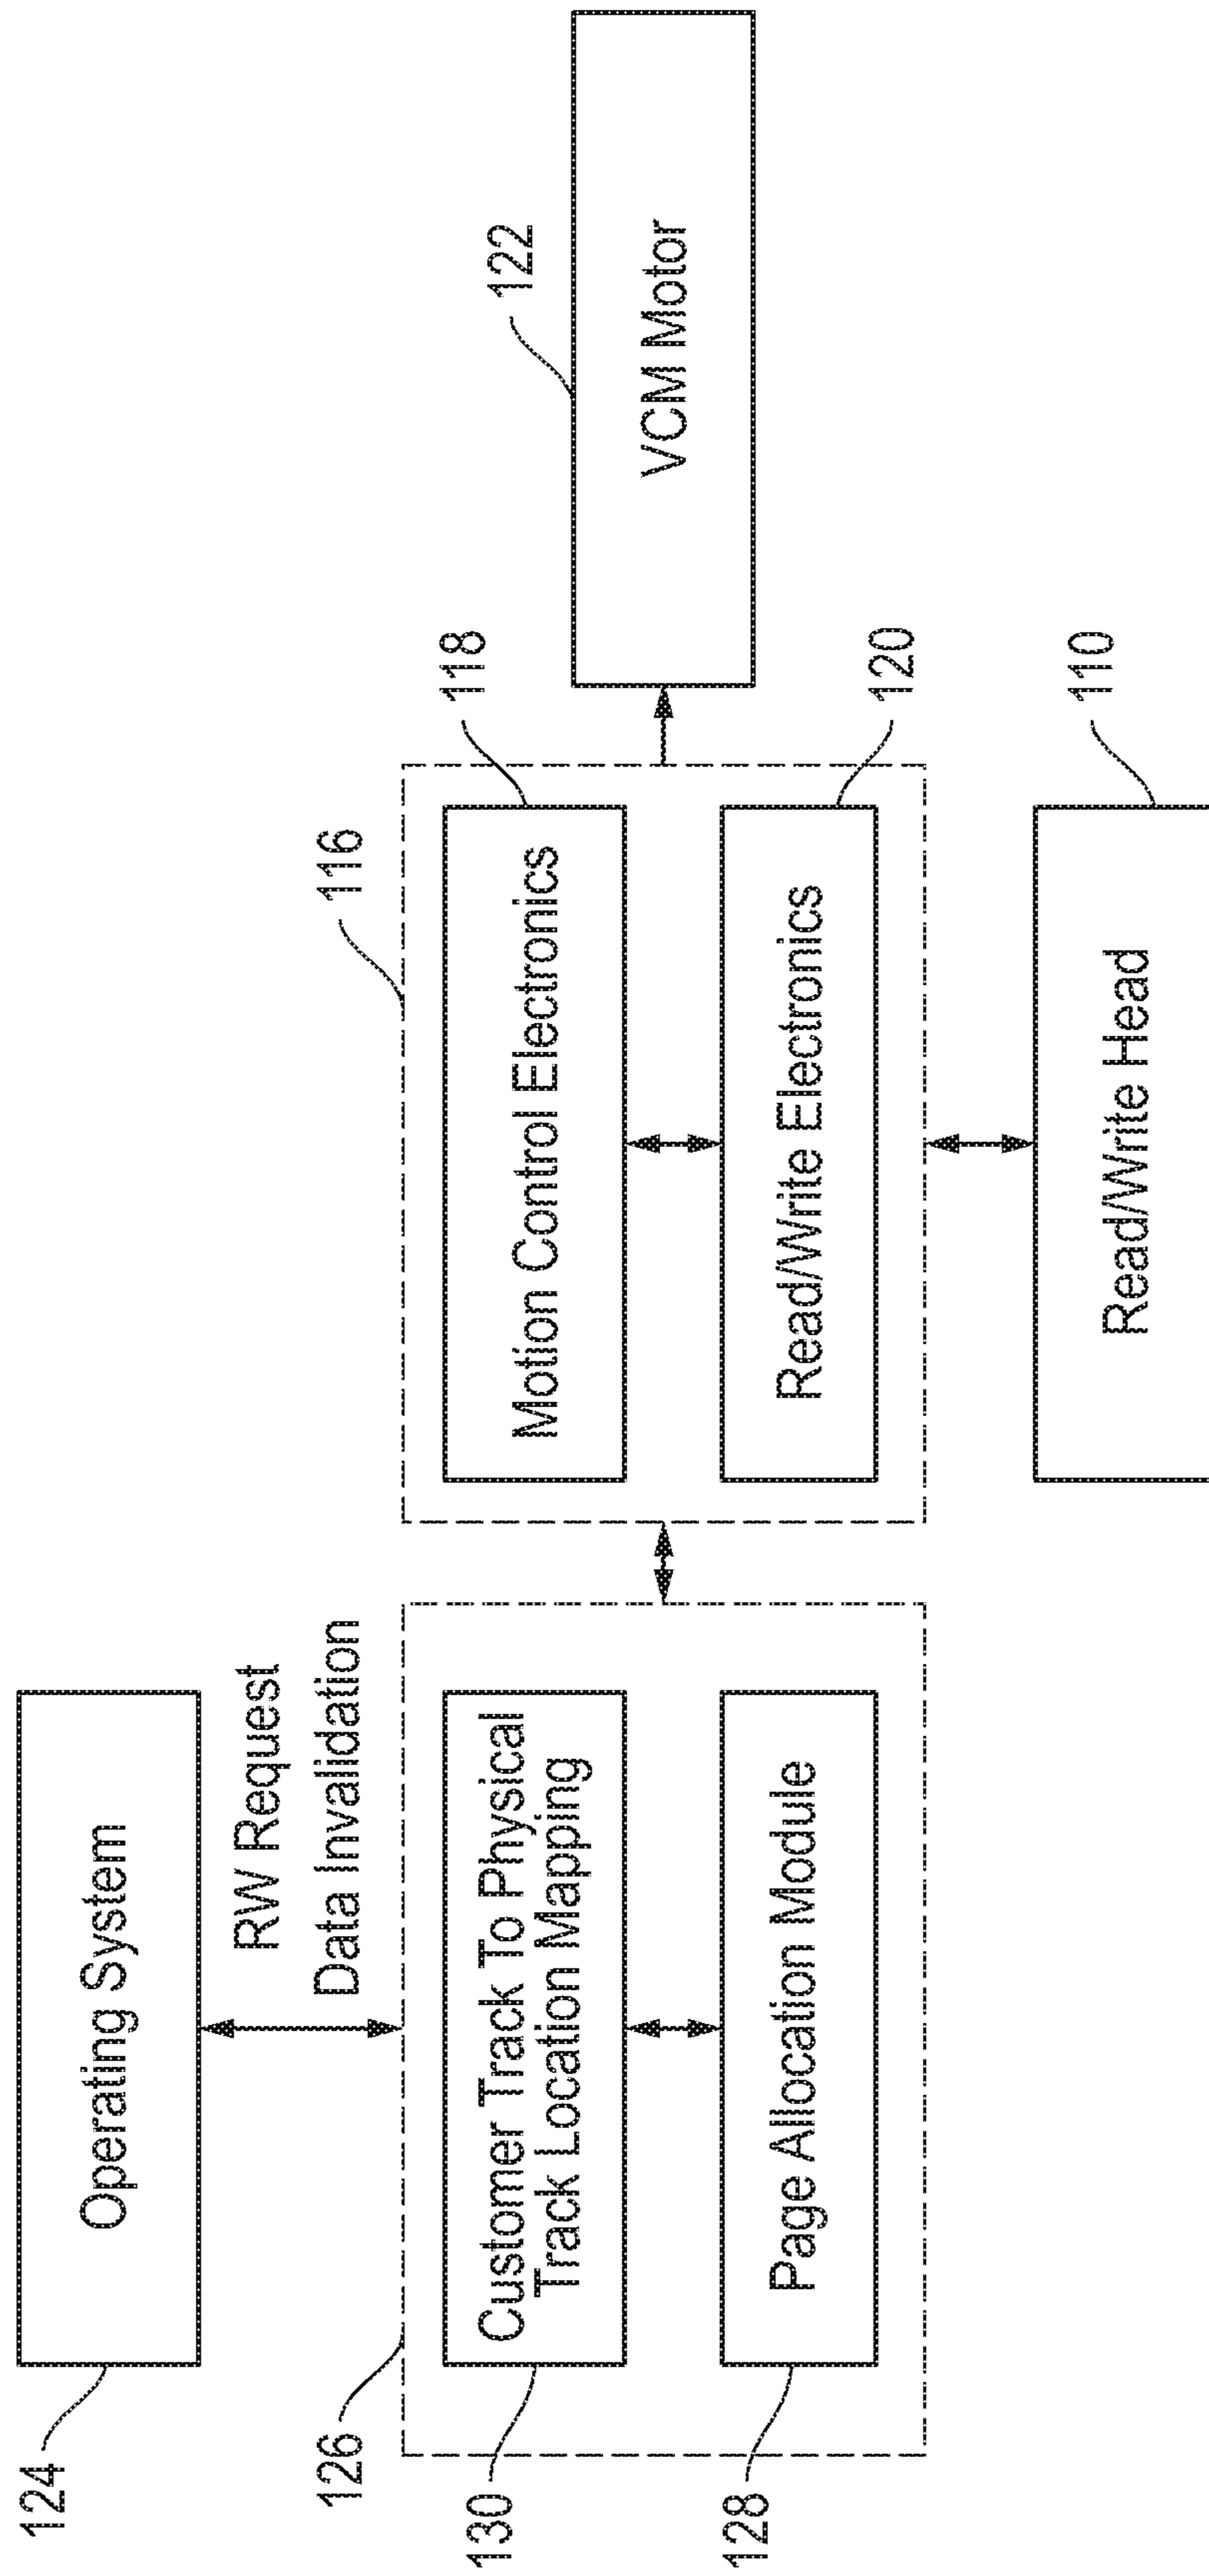 124
Operating System
RW Request
Data Invalidation
126
130
Customer Track To Physical
Track Location Mapping
128
Page Allocation Module
116
118
Motion Control Electronics
120
Read/Write Electronics
122
VCM Motor
110
Read/Write Head